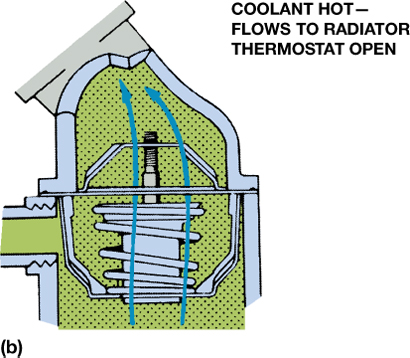 COOLANT HOT—
FLOWS TO RADIATOR
THERMOSTAT OPEN
(b)